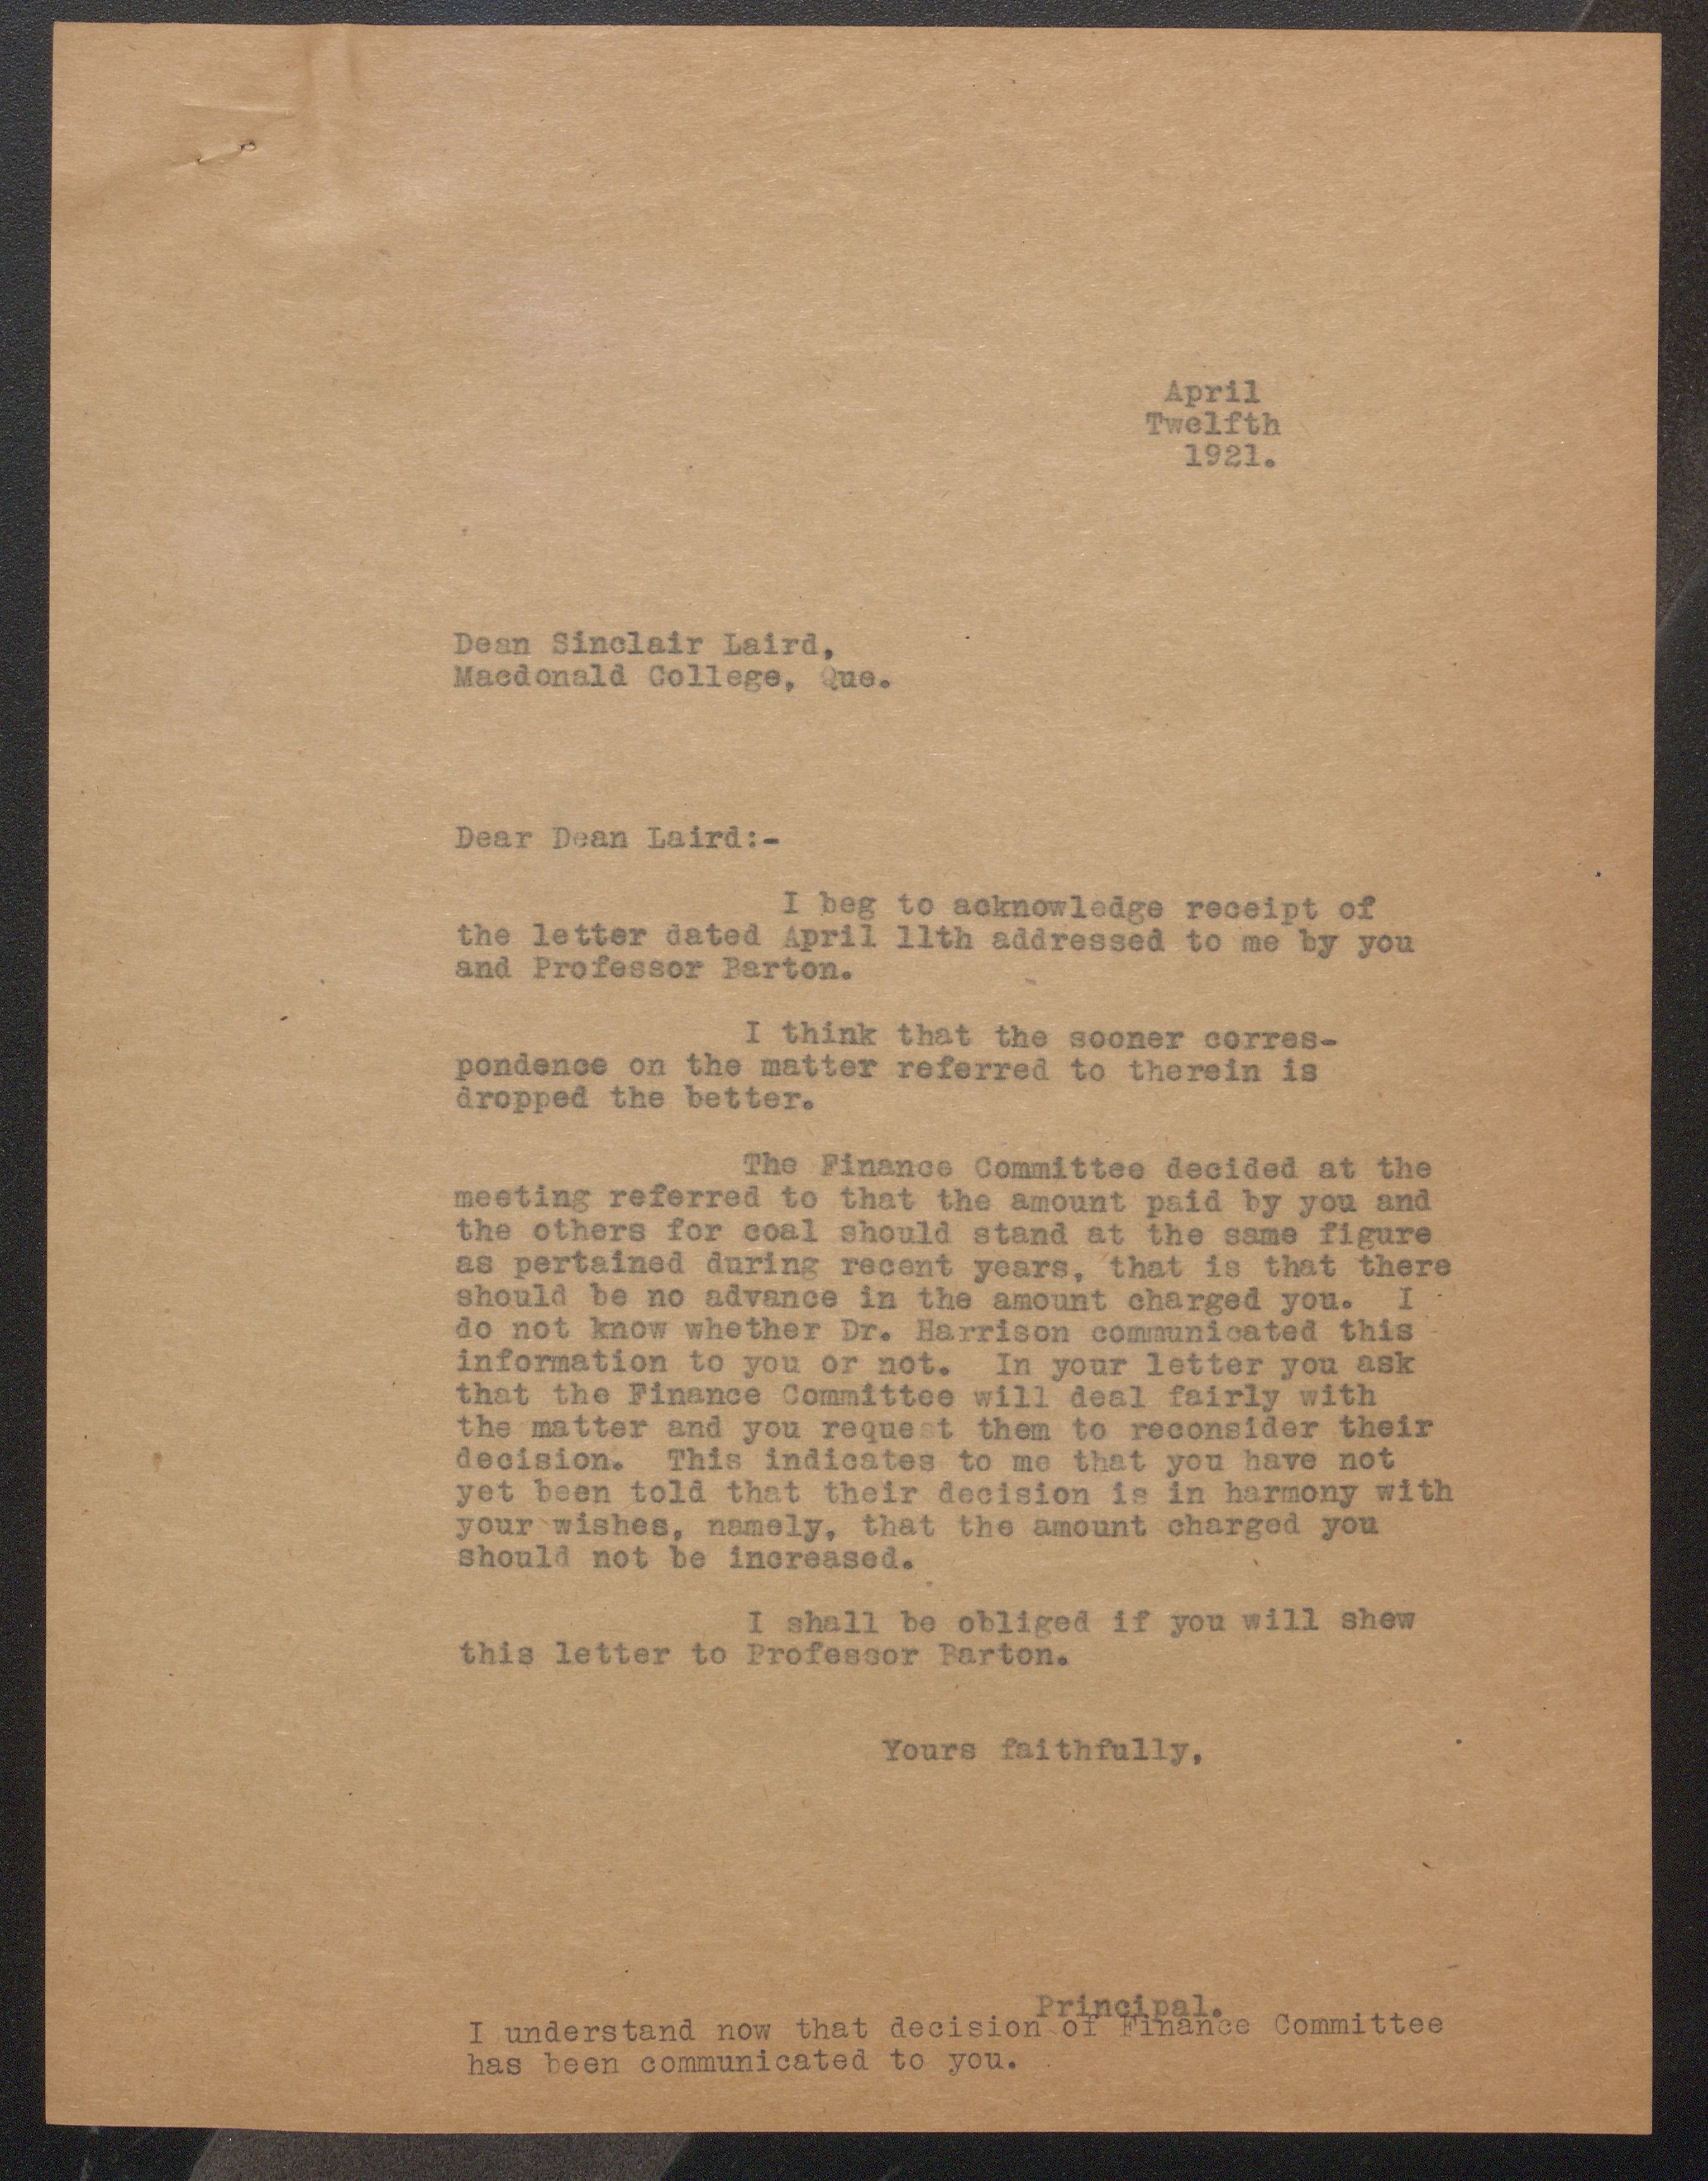 April
Twelfth
1921.
Dean Sinclair Laird,
Macdonald College, Que.
Dear Dean Laird:-
I beg to acknowledge receipt of
the letter dated April 11th addressed to me by you
and Professor Barton.
I think that the sooner corres-
pondence on the matter referred to therein is
dropped the better.
The Finance Committee decided at the
meeting referred to that the amount paid by you and
the others for coal should stand at the same figure
as pertained during recent years, that is that there
should be no advance in the amount charged you. I
do not know whether Dr. Harrison communicated this
information to you or not. In your letter you ask
that the Finance Committee will deal fairly with
the matter and you request them to reconsider their
decision. This indicates to me that you have not
yet been told that their decision is in harmony with
your wishes, namely, that the amount charged you
should not be increased.
I shall be obliged if you will shew
this letter to Professor Barton.
Yours faithfully,
Principal.
I understand now that decision of Finance Committee
has been communicated to you.